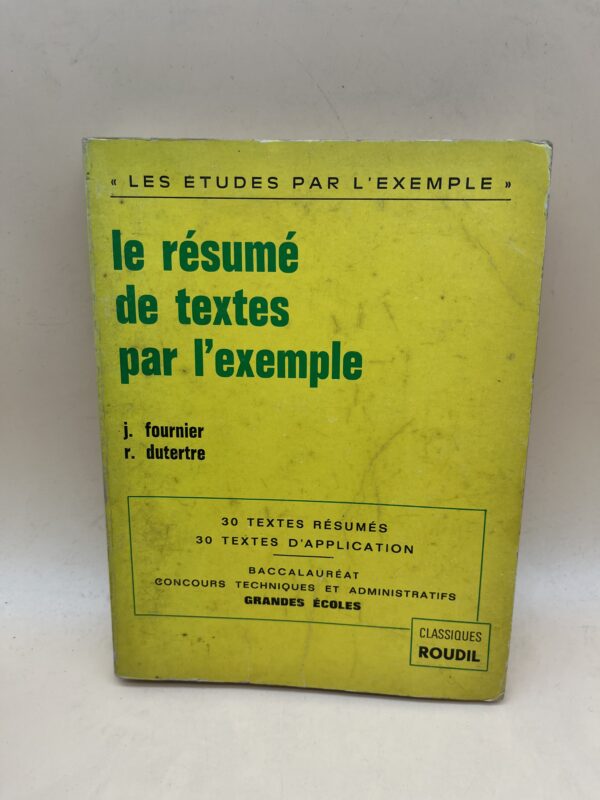 « LES ÉTUDES PAR L'EXEMPLE »
le résumé
de textes
par l'exemple
j. fournier
r. dutertre
30 TEXTES RÉSUMÉS
30 TEXTES D'APPLICATION
BACCALAURÉAT
CONCOURS TECHNIQUES ET ADMINISTRATIFS
GRANDES ÉCOLES
CLASSIQUES
ROUDIL